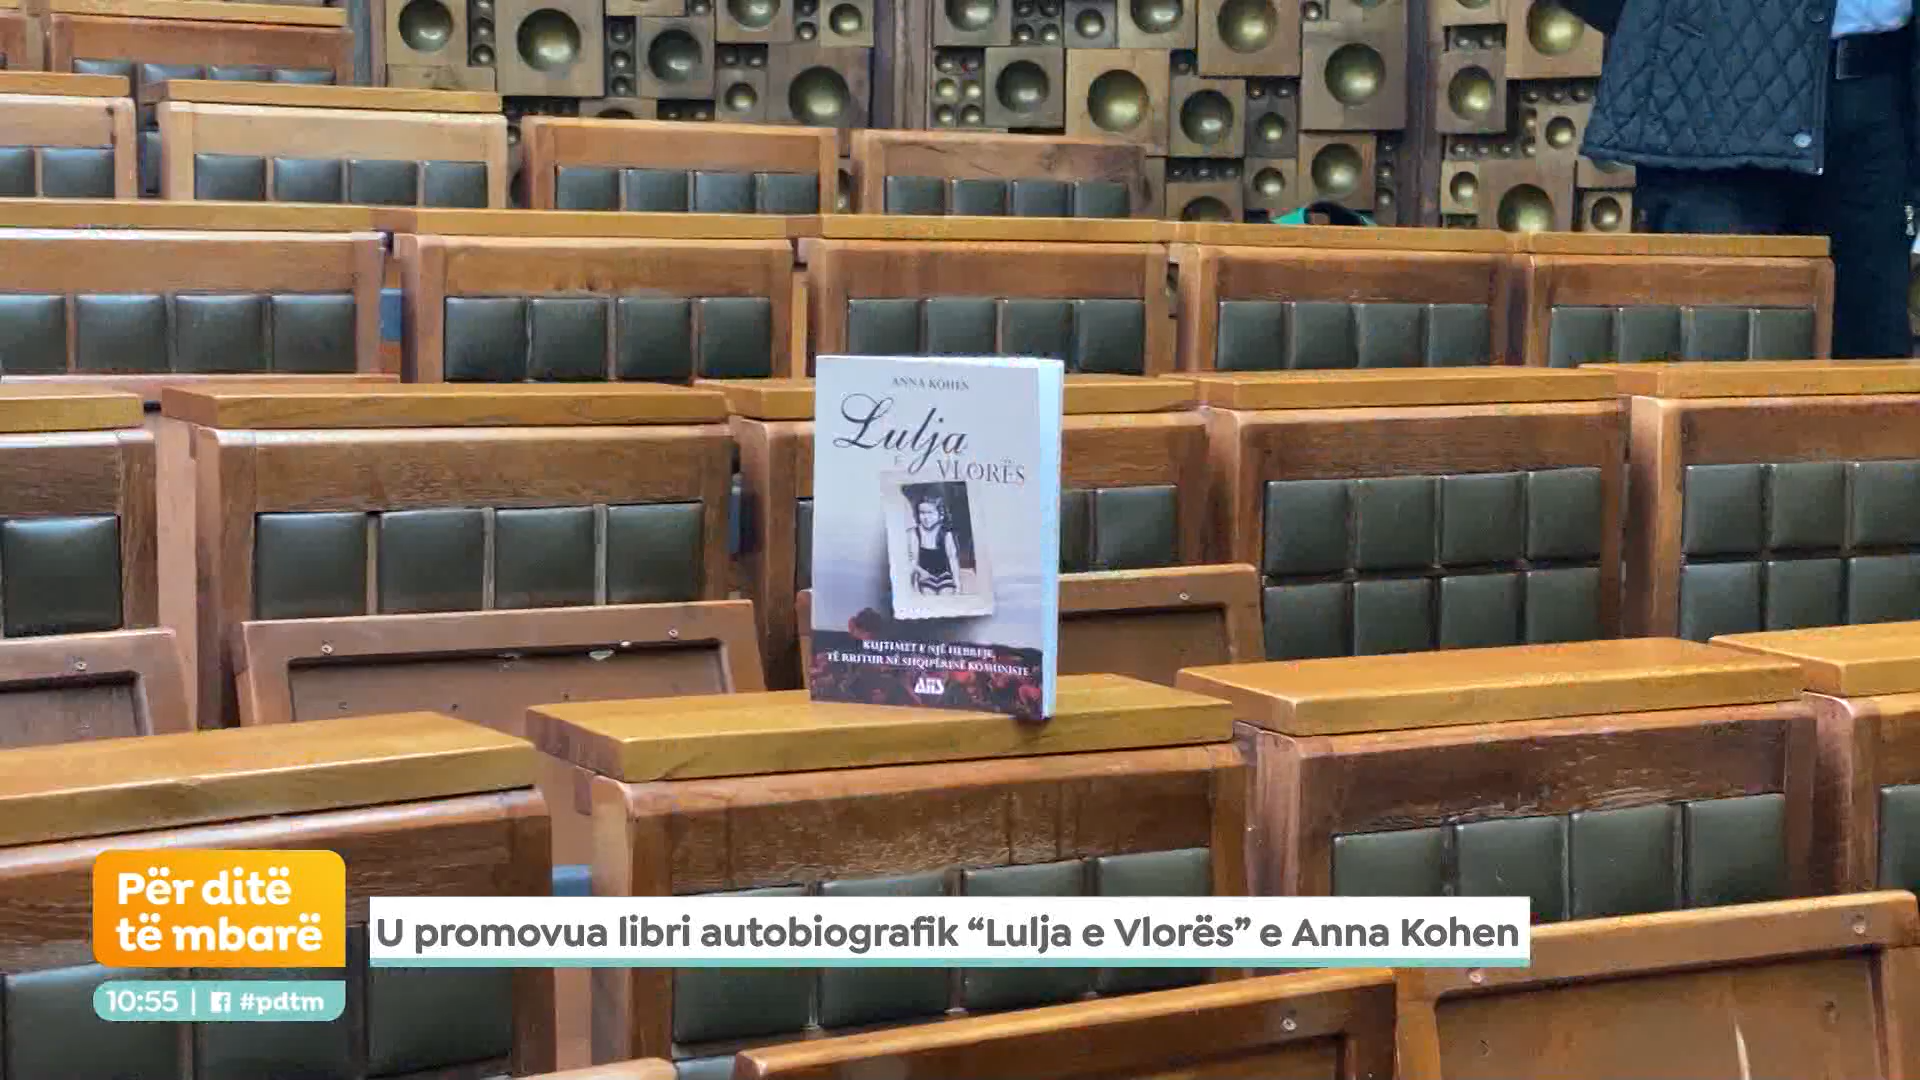 ANNA KOHEN
Lulja
E VLORËS
KUJTIMET E NJË HEBREJE,
TË RRITUR NË SHQIPËRINË KOMUNISTE
AIIS
Për ditë
të mbarë
U promovua libri autobiografik “Lulja e Vlorës” e Anna Kohen
10:55 | #pdtm